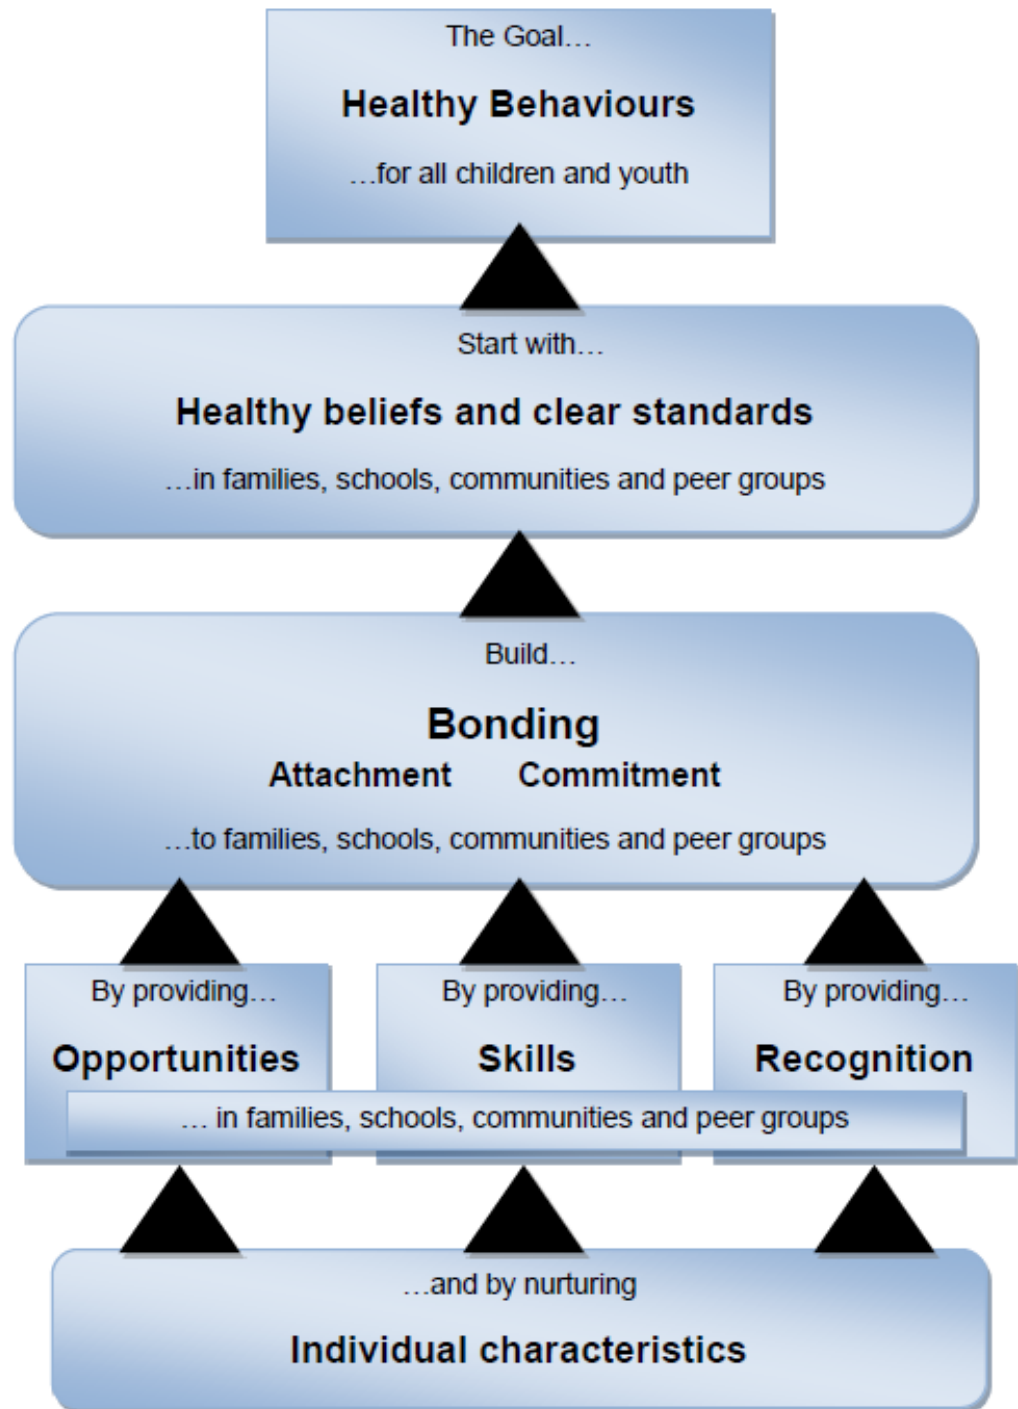 The Goal…
Healthy Behaviours
…for all children and youth
Start with…
Healthy beliefs and clear standards
…in families, schools, communities and peer groups
Build…
Bonding
Attachment Commitment
…to families, schools, communities and peer groups
By providing…
Opportunities
By providing…
Skills
By providing…
Recognition
… in families, schools, communities and peer groups
…and by nurturing
Individual characteristics